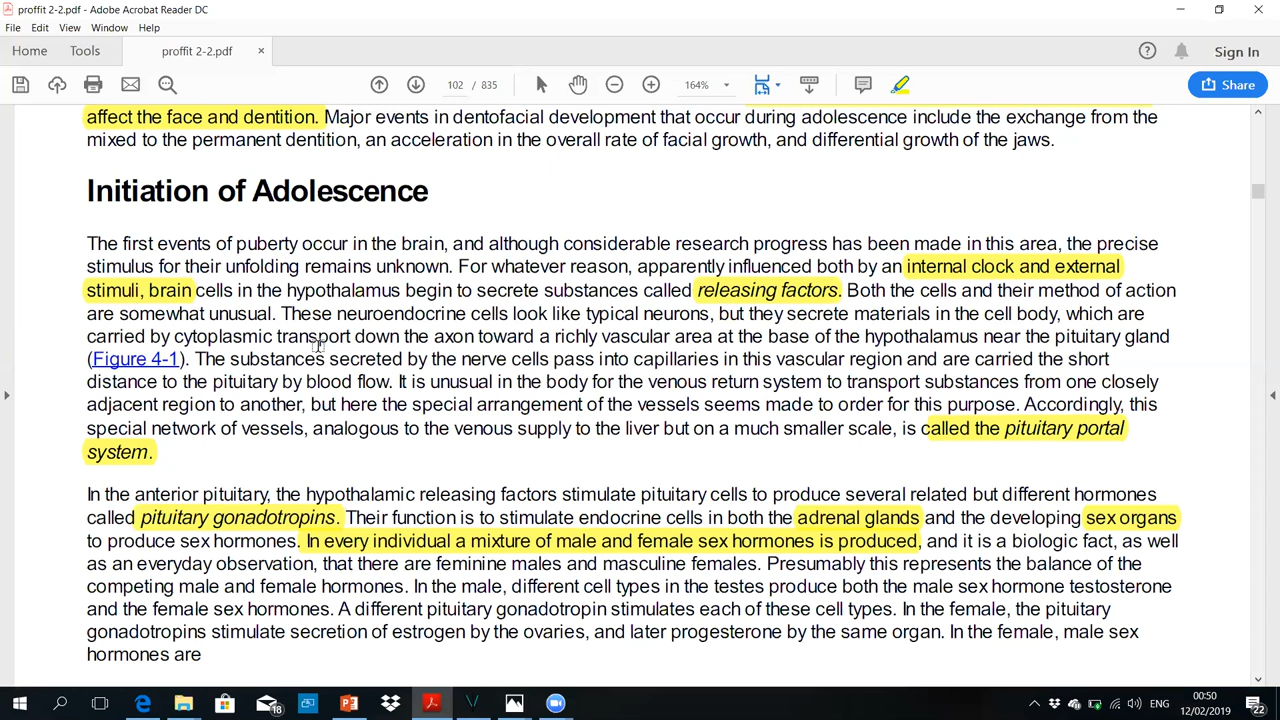 proffit 2-2.pdf - Adobe Acrobat Reader DC
File Edit View Window Help
Home Tools proffit 2-2.pdf × Sign In
102 / 835 164% Share
affect the face and dentition. Major events in dentofacial development that occur during adolescence include the exchange from the
mixed to the permanent dentition, an acceleration in the overall rate of facial growth, and differential growth of the jaws.
Initiation of Adolescence
The first events of puberty occur in the brain, and although considerable research progress has been made in this area, the precise
stimulus for their unfolding remains unknown. For whatever reason, apparently influenced both by an internal clock and external
stimuli, brain cells in the hypothalamus begin to secrete substances called releasing factors. Both the cells and their method of action
are somewhat unusual. These neuroendocrine cells look like typical neurons, but they secrete materials in the cell body, which are
carried by cytoplasmic transport down the axon toward a richly vascular area at the base of the hypothalamus near the pituitary gland
(Figure 4-1). The substances secreted by the nerve cells pass into capillaries in this vascular region and are carried the short
distance to the pituitary by blood flow. It is unusual in the body for the venous return system to transport substances from one closely
adjacent region to another, but here the special arrangement of the vessels seems made to order for this purpose. Accordingly, this
special network of vessels, analogous to the venous supply to the liver but on a much smaller scale, is called the pituitary portal
system.
In the anterior pituitary, the hypothalamic releasing factors stimulate pituitary cells to produce several related but different hormones
called pituitary gonadotropins. Their function is to stimulate endocrine cells in both the adrenal glands and the developing sex organs
to produce sex hormones. In every individual a mixture of male and female sex hormones is produced, and it is a biologic fact, as well
as an everyday observation, that there are feminine males and masculine females. Presumably this represents the balance of the
competing male and female hormones. In the male, different cell types in the testes produce both the male sex hormone testosterone
and the female sex hormones. A different pituitary gonadotropin stimulates each of these cell types. In the female, the pituitary
gonadotropins stimulate secretion of estrogen by the ovaries, and later progesterone by the same organ. In the female, male sex
hormones are
18 ENG 00:50
12/02/2019 22